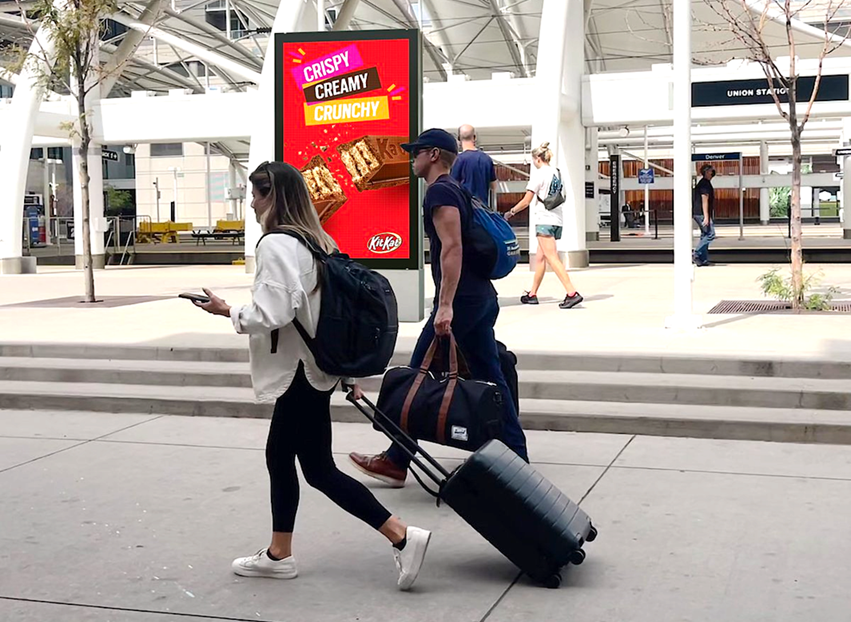 CRISPY
CREAMY
CRUNCHY
KitKat
UNION STATION
Denver